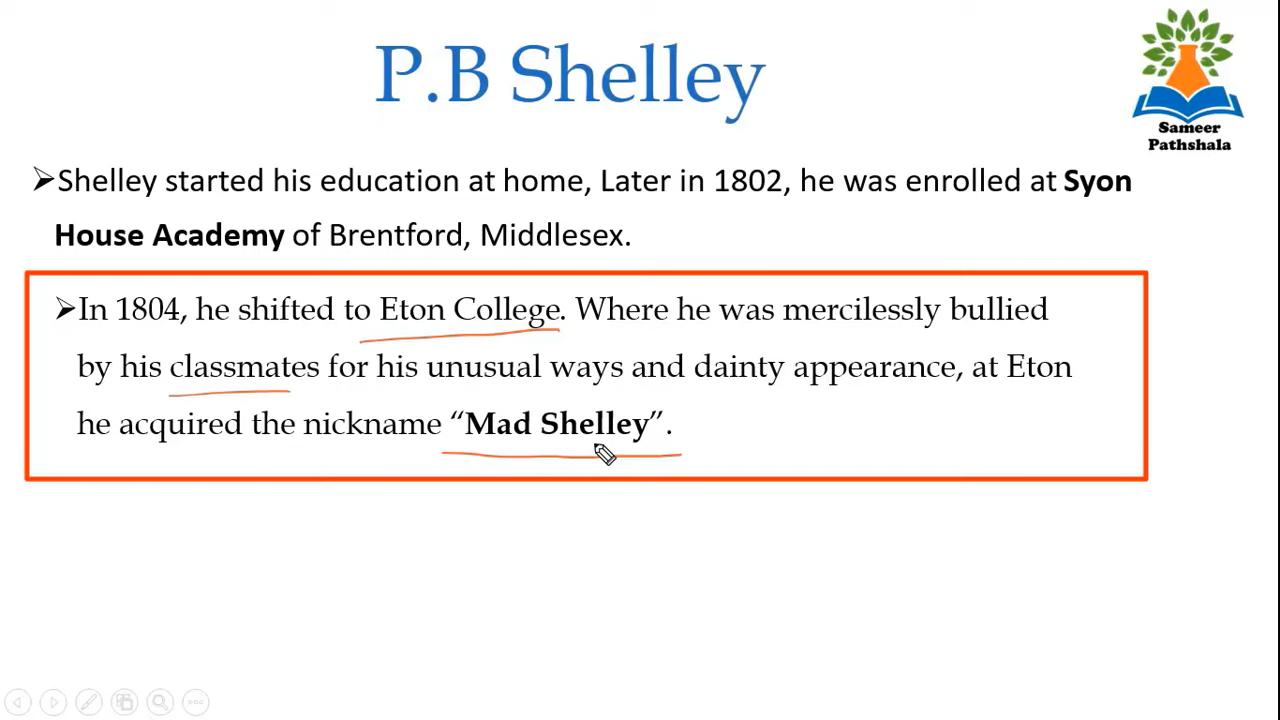 P.B Shelley
Sameer
Pathshala
➢Shelley started his education at home, Later in 1802, he was enrolled at Syon
House Academy of Brentford, Middlesex.
➢In 1804, he shifted to Eton College. Where he was mercilessly bullied
by his classmates for his unusual ways and dainty appearance, at Eton
he acquired the nickname “Mad Shelley”.